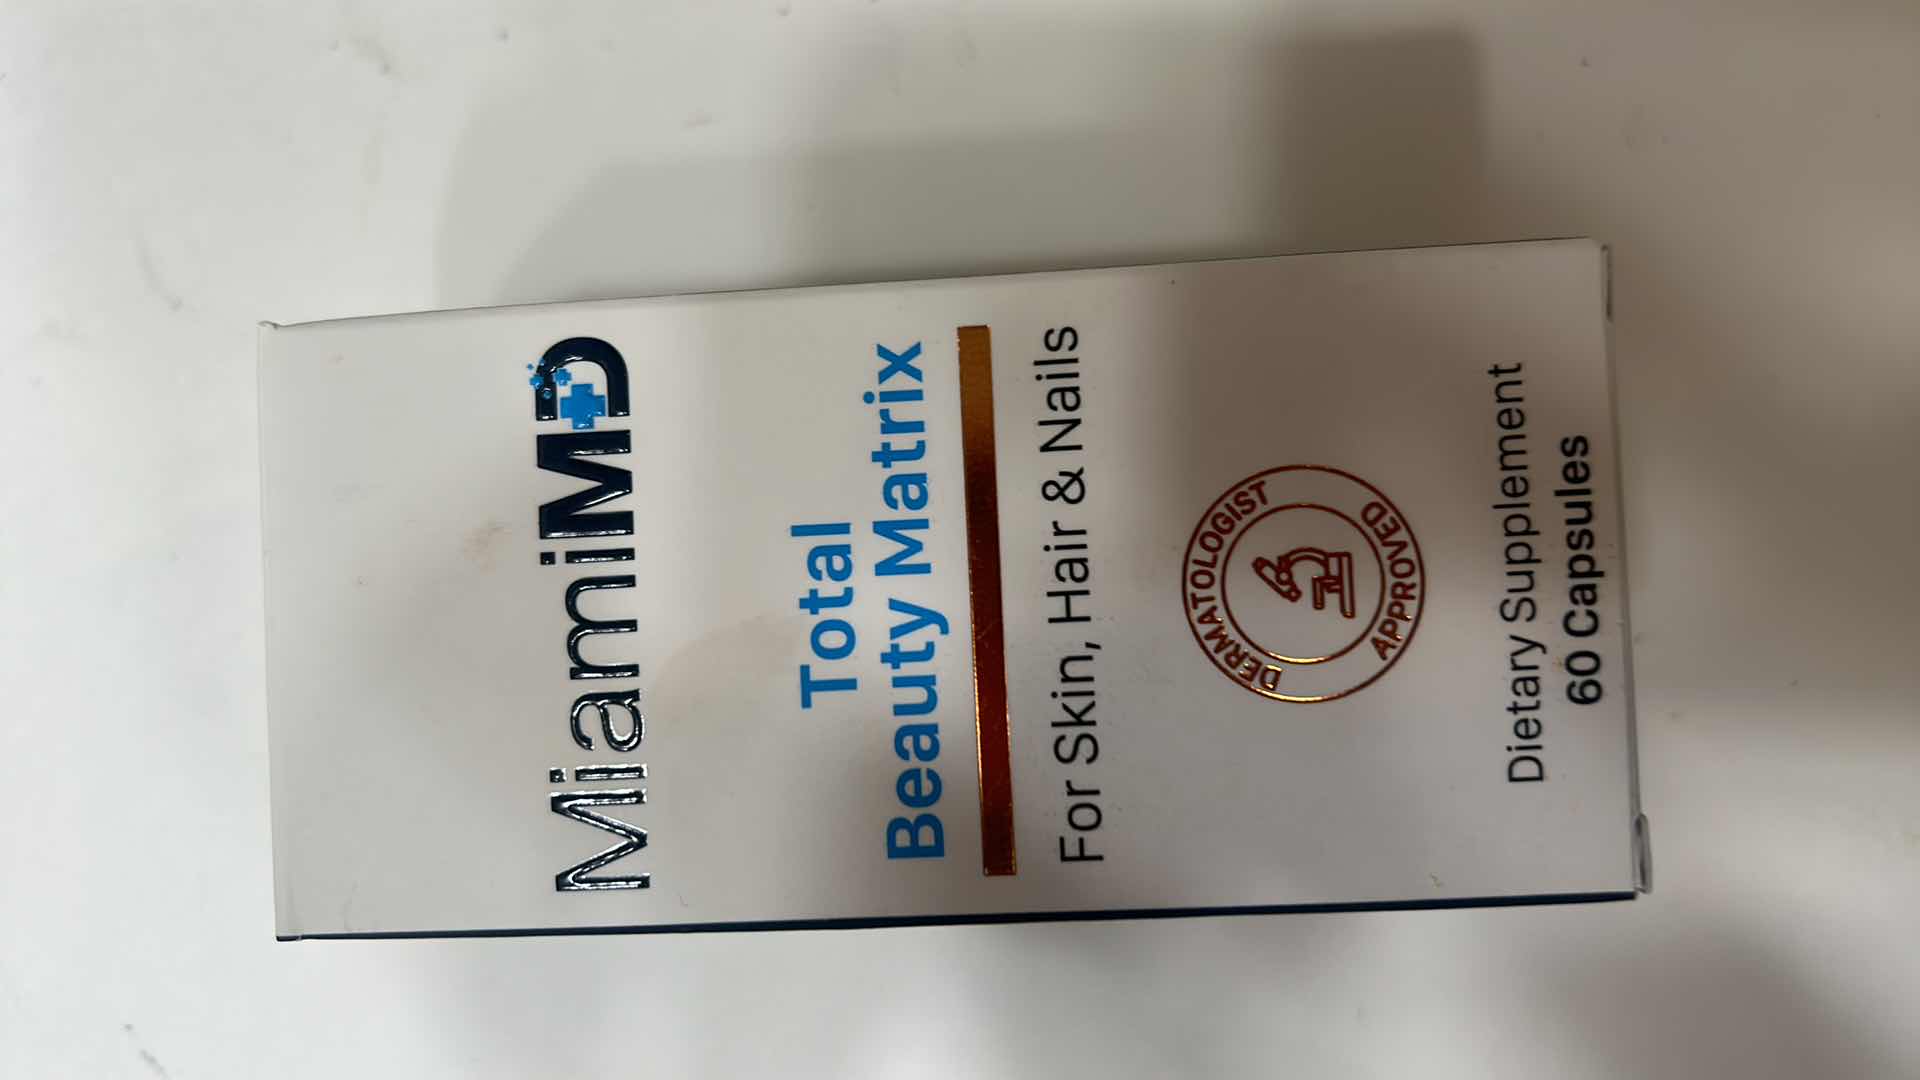 MiamiMD
Total
Beauty Matrix
For Skin, Hair & Nails
DERMATOLOGIST
APPROVED
Dietary Supplement
60 Capsules